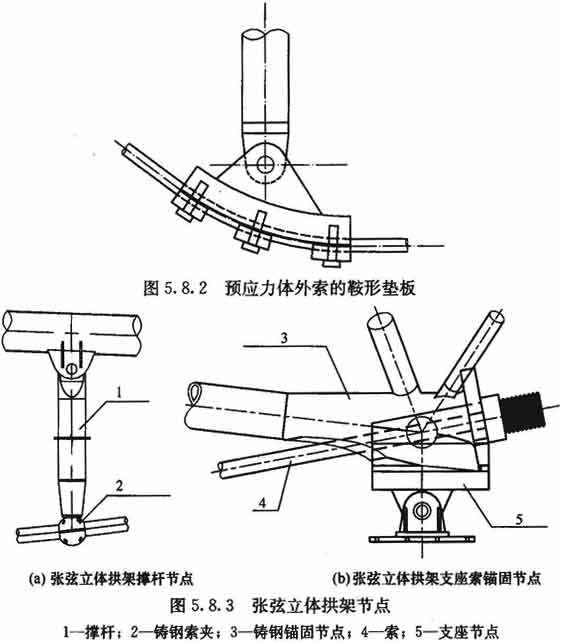 图 5.8.2 预应力体外索的鞍形垫板
1
2
3
4
5
(a) 张弦立体拱架撑杆节点
(b) 张弦立体拱架支座索锚固节点
图 5.8.3 张弦立体拱架节点
1—撑杆；2—铸钢索夹；3—铸钢锚固节点；4—索；5—支座节点